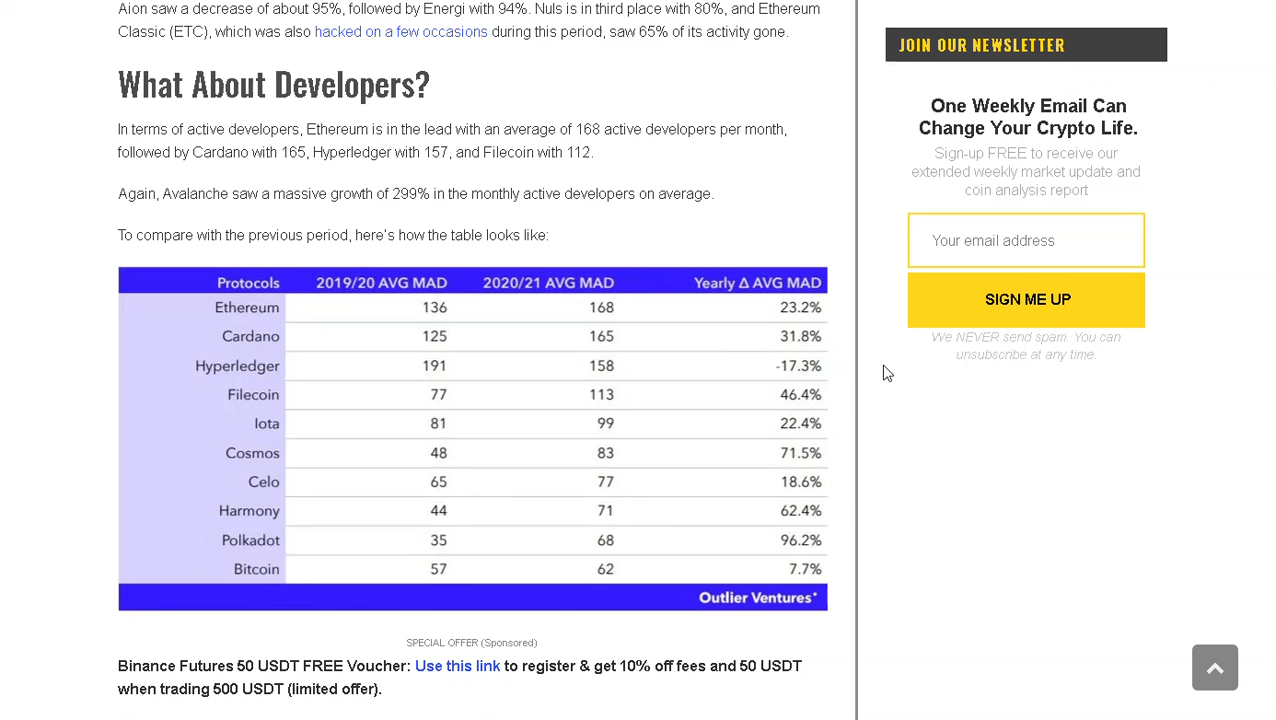 Aion saw a decrease of about 95%, followed by Energi with 94%. Nuls is in third place with 80%, and Ethereum
Classic (ETC), which was also hacked on a few occasions during this period, saw 65% of its activity gone.
What About Developers?
In terms of active developers, Ethereum is in the lead with an average of 168 active developers per month,
followed by Cardano with 165, Hyperledger with 157, and Filecoin with 112.
Again, Avalanche saw a massive growth of 299% in the monthly active developers on average.
To compare with the previous period, here's how the table looks like:
Protocols 2019/20 AVG MAD 2020/21 AVG MAD Yearly Δ AVG MAD
Ethereum 136 168 23.2%
Cardano 125 165 31.8%
Hyperledger 191 158 -17.3%
Filecoin 77 113 46.4%
Iota 81 99 22.4%
Cosmos 48 83 71.5%
Celo 65 77 18.6%
Harmony 44 71 62.4%
Polkadot 35 68 96.2%
Bitcoin 57 62 7.7%
Outlier Ventures*
SPECIAL OFFER (Sponsored)
Binance Futures 50 USDT FREE Voucher: Use this link to register & get 10% off fees and 50 USDT
when trading 500 USDT (limited offer).
JOIN OUR NEWSLETTER
One Weekly Email Can
Change Your Crypto Life.
Sign-up FREE to receive our
extended weekly market update and
coin analysis report
Your email address
SIGN ME UP
We NEVER send spam. You can
unsubscribe at any time.